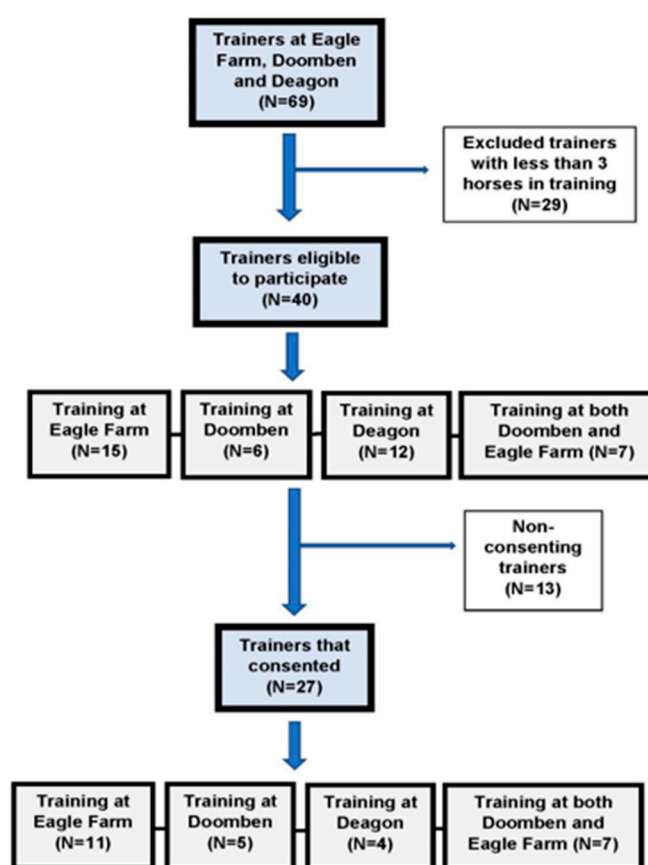 Trainers at Eagle
Farm, Doomben
and Deagon
(N=69)
Excluded trainers
with less than 3
horses in training
(N=29)
Trainers eligible
to participate
(N=40)
Training at
Eagle Farm
(N=15)
Training at
Doomben
(N=6)
Training at
Deagon
(N=12)
Training at both
Doomben and
Eagle Farm (N=7)
Non-
consenting
trainers
(N=13)
Trainers that
consented
(N=27)
Training at
Eagle Farm
(N=11)
Training at
Doomben
(N=5)
Training at
Deagon
(N=4)
Training at both
Doomben and
Eagle Farm (N=7)